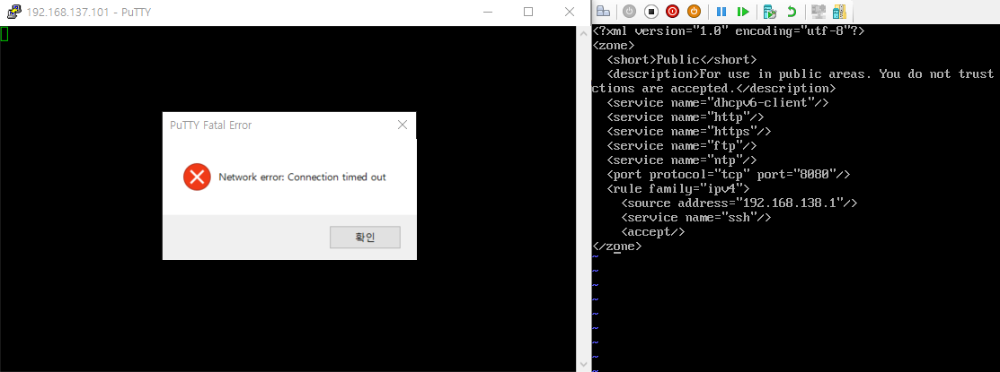 192.168.137.101 - PuTTY
PuTTY Fatal Error
Network error: Connection timed out
확인
<?xml version="1.0" encoding="utf-8"?>
<zone>
<short>Public</short>
<description>For use in public areas. You do not trust
ctions are accepted.</description>
<service name="dhcpv6-client"/>
<service name="http"/>
<service name="https"/>
<service name="ftp"/>
<service name="ntp"/>
<port protocol="tcp" port="8080"/>
<rule family="ipv4">
<source address="192.168.138.1"/>
<service name="ssh"/>
<accept/>
</zone>
~
~
~
~
~
~
~
~